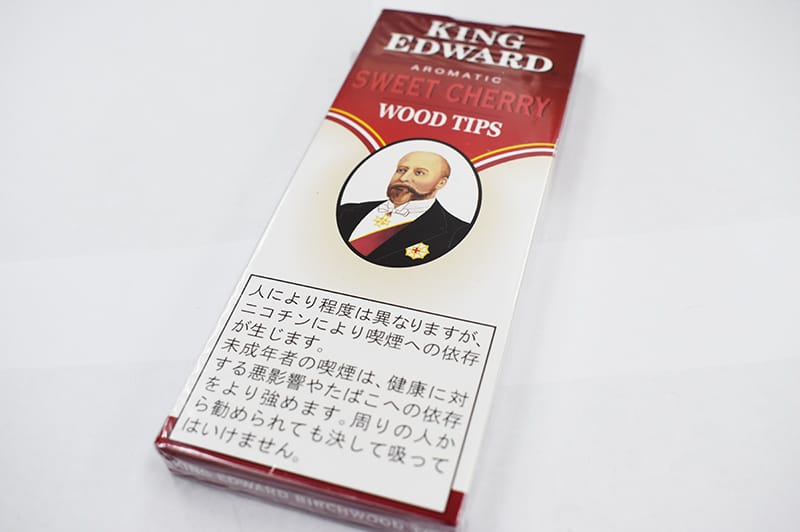 KING
EDWARD
AROMATIC
SWEET CHERRY
WOOD TIPS
人により程度は異なりますが、
ニコチンにより喫煙への依存
が生じます。
未成年者の喫煙は、健康に対
する悪影響やたばこへの依存
をより強めます。周りの人か
ら勧められても決して吸って
はいけません。
KING EDWARD BIRCHWOOD